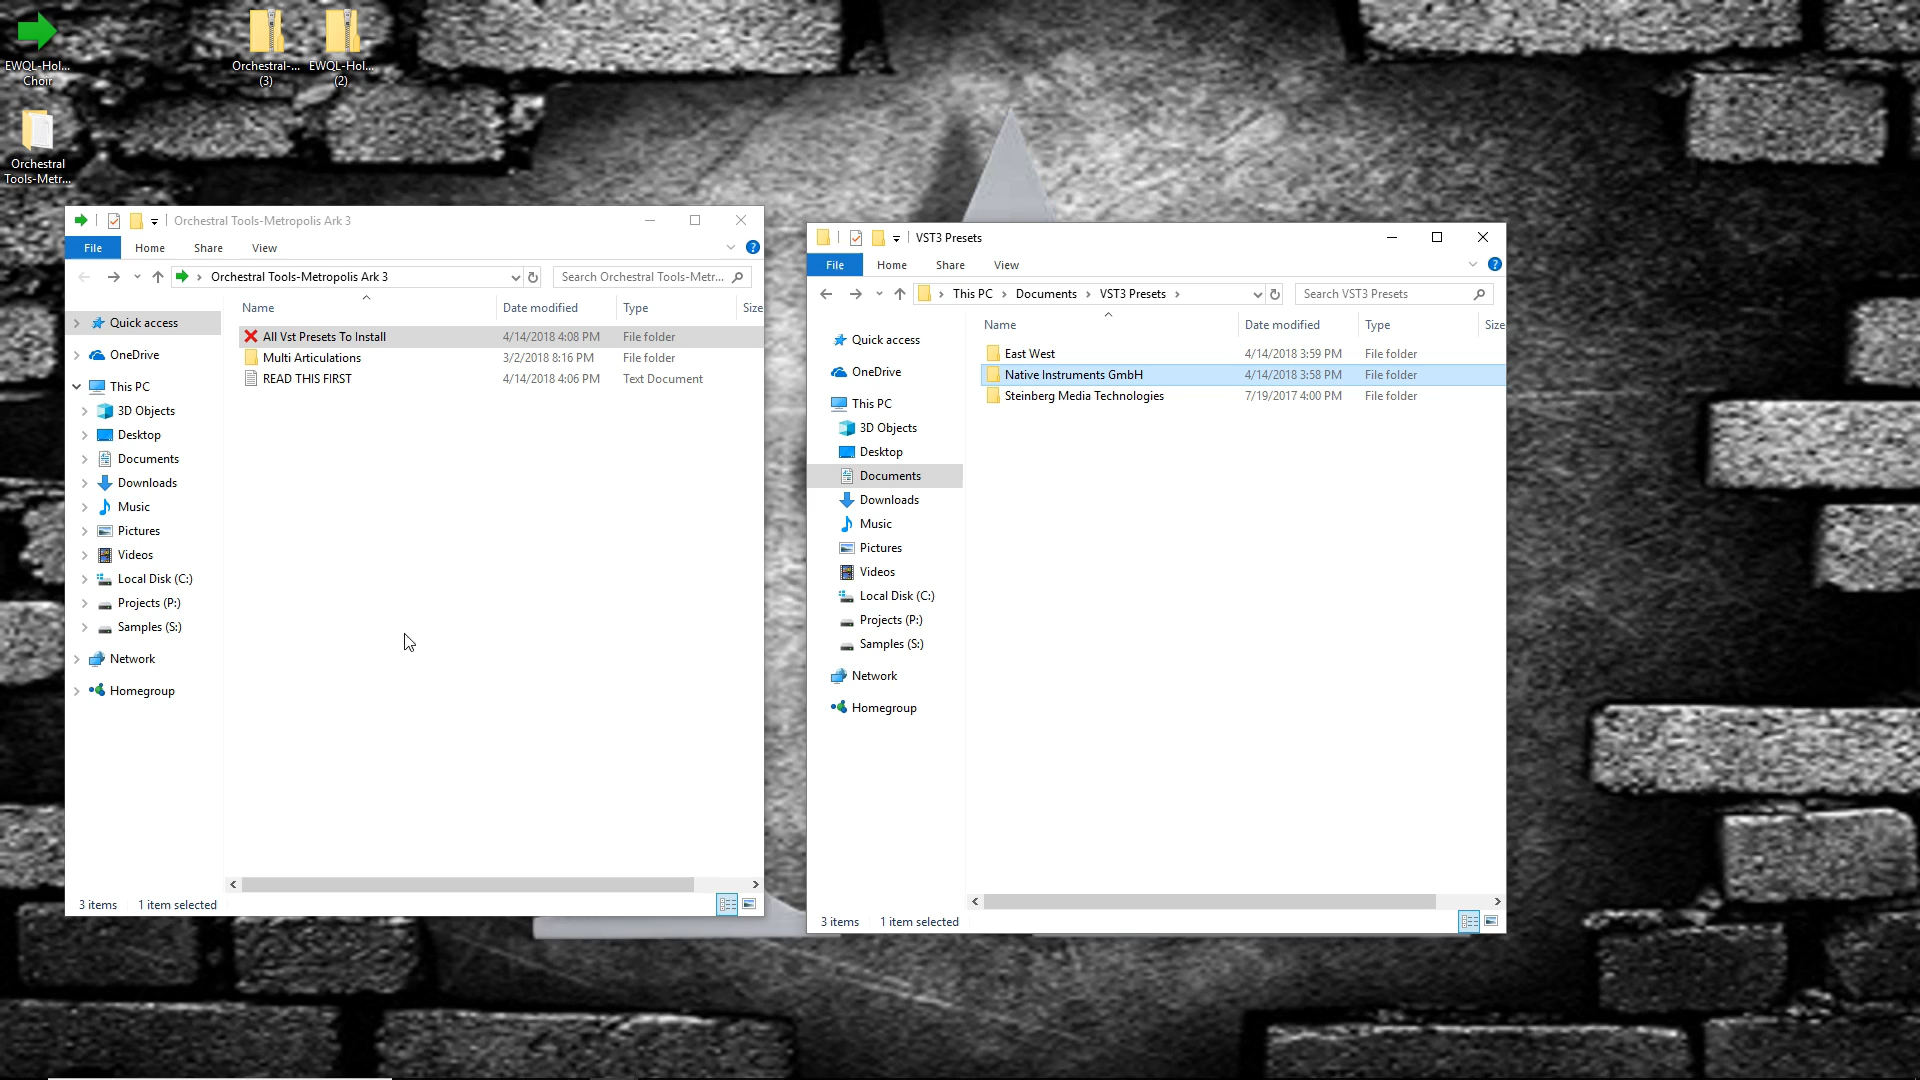 EWQL-Hol...
Choir
Orchestral-...
(3)
EWQL-Hol...
(2)
Orchestral
Tools-Metr...
Orchestral Tools-Metropolis Ark 3
File Home Share View
Orchestral Tools-Metropolis Ark 3
Search Orchestral Tools-Metr...
Name Date modified Type Size
All Vst Presets To Install 4/14/2018 4:08 PM File folder
Multi Articulations 3/2/2018 8:16 PM File folder
READ THIS FIRST 4/14/2018 4:06 PM Text Document
Quick access
OneDrive
This PC
3D Objects
Desktop
Documents
Downloads
Music
Pictures
Videos
Local Disk (C:)
Projects (P:)
Samples (S:)
Network
Homegroup
3 items 1 item selected
VST3 Presets
File Home Share View
This PC Documents VST3 Presets
Search VST3 Presets
Name Date modified Type Size
East West 4/14/2018 3:59 PM File folder
Native Instruments GmbH 4/14/2018 3:58 PM File folder
Steinberg Media Technologies 7/19/2017 4:00 PM File folder
Quick access
OneDrive
This PC
3D Objects
Desktop
Documents
Downloads
Music
Pictures
Videos
Local Disk (C:)
Projects (P:)
Samples (S:)
Network
Homegroup
3 items 1 item selected